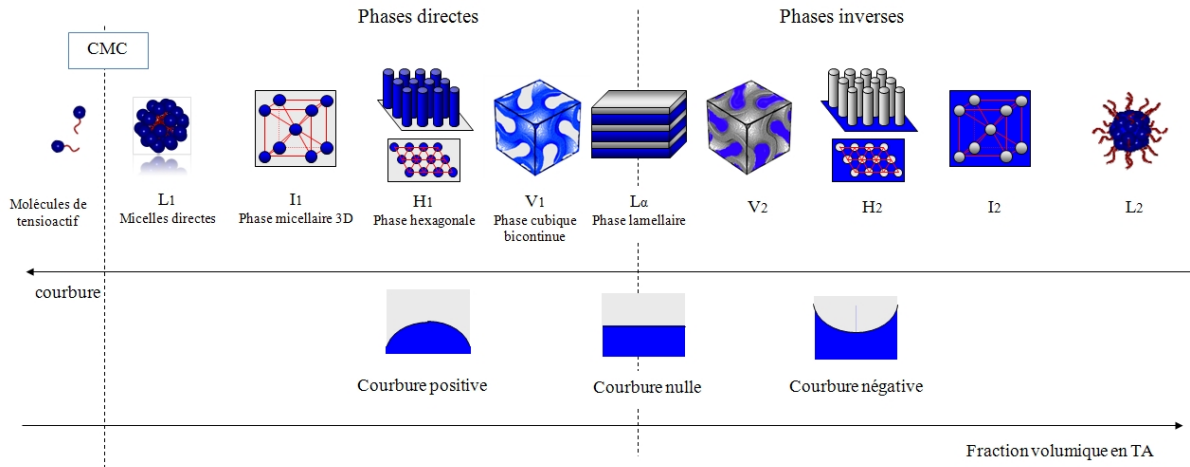 Phases directes
Phases inverses
CMC
Molécules de
tensioactif
L1
Micelles directes
I1
Phase micellaire 3D
H1
Phase hexagonale
V1
Phase cubique
bicontinue
Lα
Phase lamellaire
V2
H2
I2
L2
courbure
Courbure positive
Courbure nulle
Courbure négative
Fraction volumique en TA